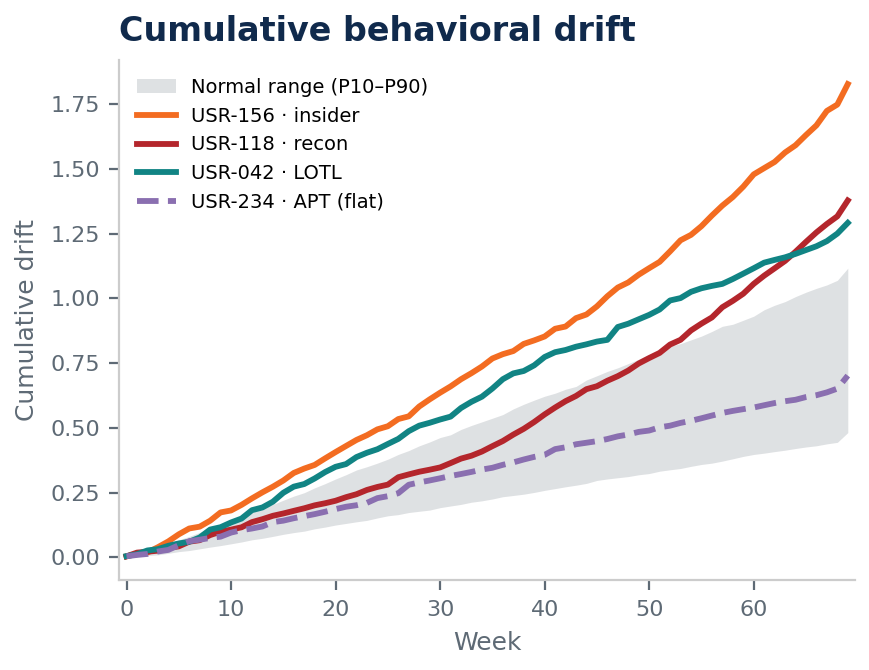 Cumulative behavioral drift
Normal range (P10–P90)
USR-156 · insider
USR-118 · recon
USR-042 · LOTL
USR-234 · APT (flat)
Cumulative drift
1.75
1.50
1.25
1.00
0.75
0.50
0.25
0.00
0 10 20 30 40 50 60
Week